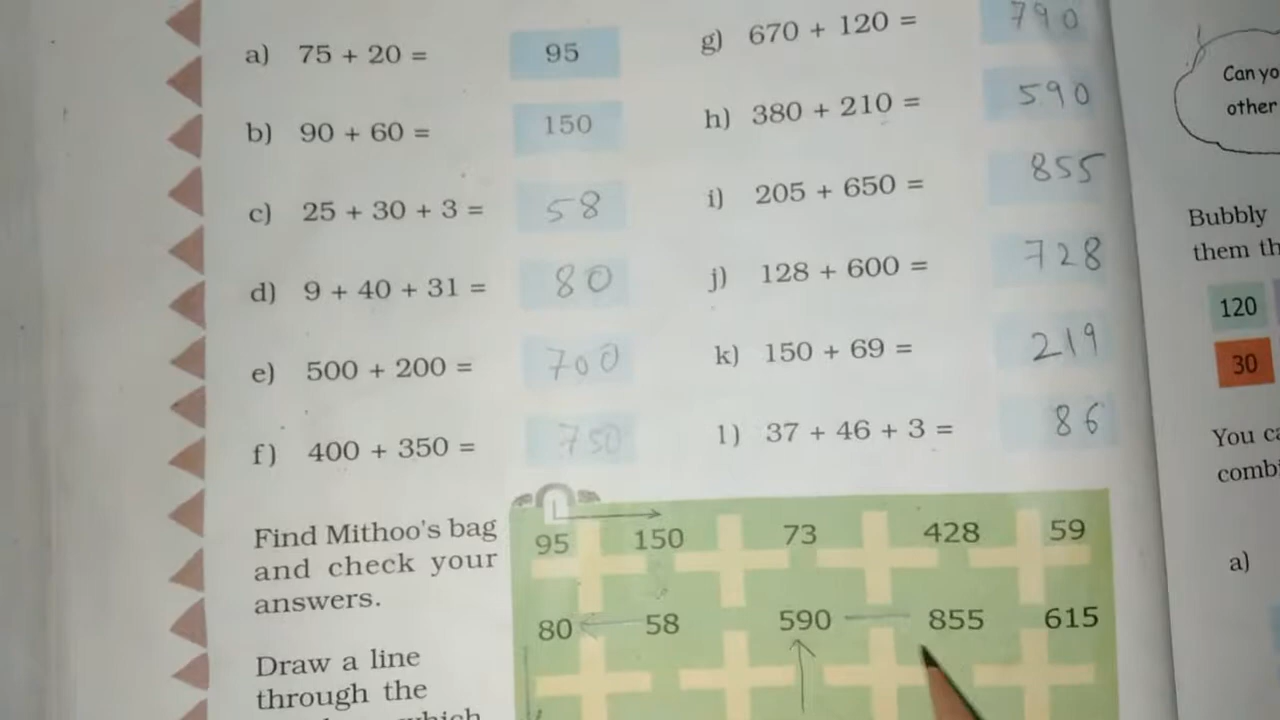 a) 75 + 20 = 95
b) 90 + 60 = 150
c) 25 + 30 + 3 = 58
d) 9 + 40 + 31 = 80
e) 500 + 200 = 700
f) 400 + 350 = 750
g) 670 + 120 = 790
h) 380 + 210 = 590
i) 205 + 650 = 855
j) 128 + 600 = 728
k) 150 + 69 = 219
l) 37 + 46 + 3 = 86
Find Mithoo's bag
and check your
answers.
Draw a line
through the
95 150 73 428 59
80 58 590 855 615
Can yo
other
Bubbly
them th
120
30
You ca
combi
a)